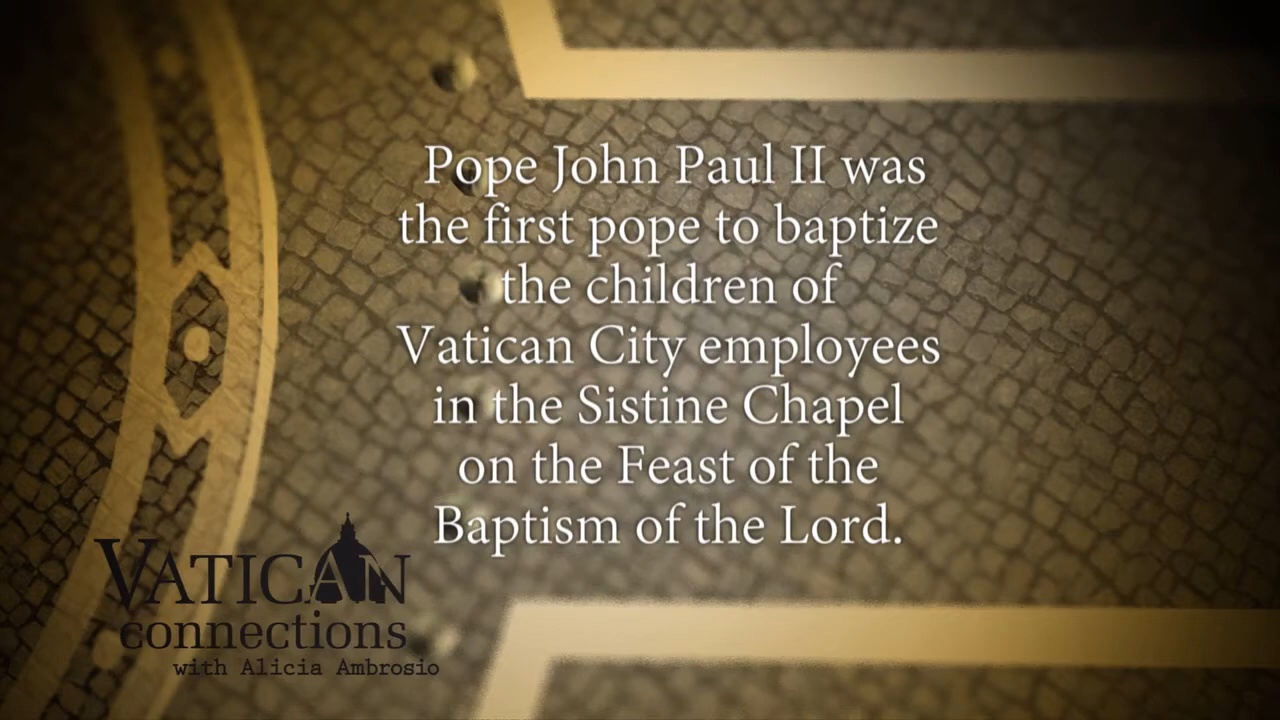 Pope John Paul II was
the first pope to baptize
the children of
Vatican City employees
in the Sistine Chapel
on the Feast of the
Baptism of the Lord.
VATICAN
connections
with Alicia Ambrosio